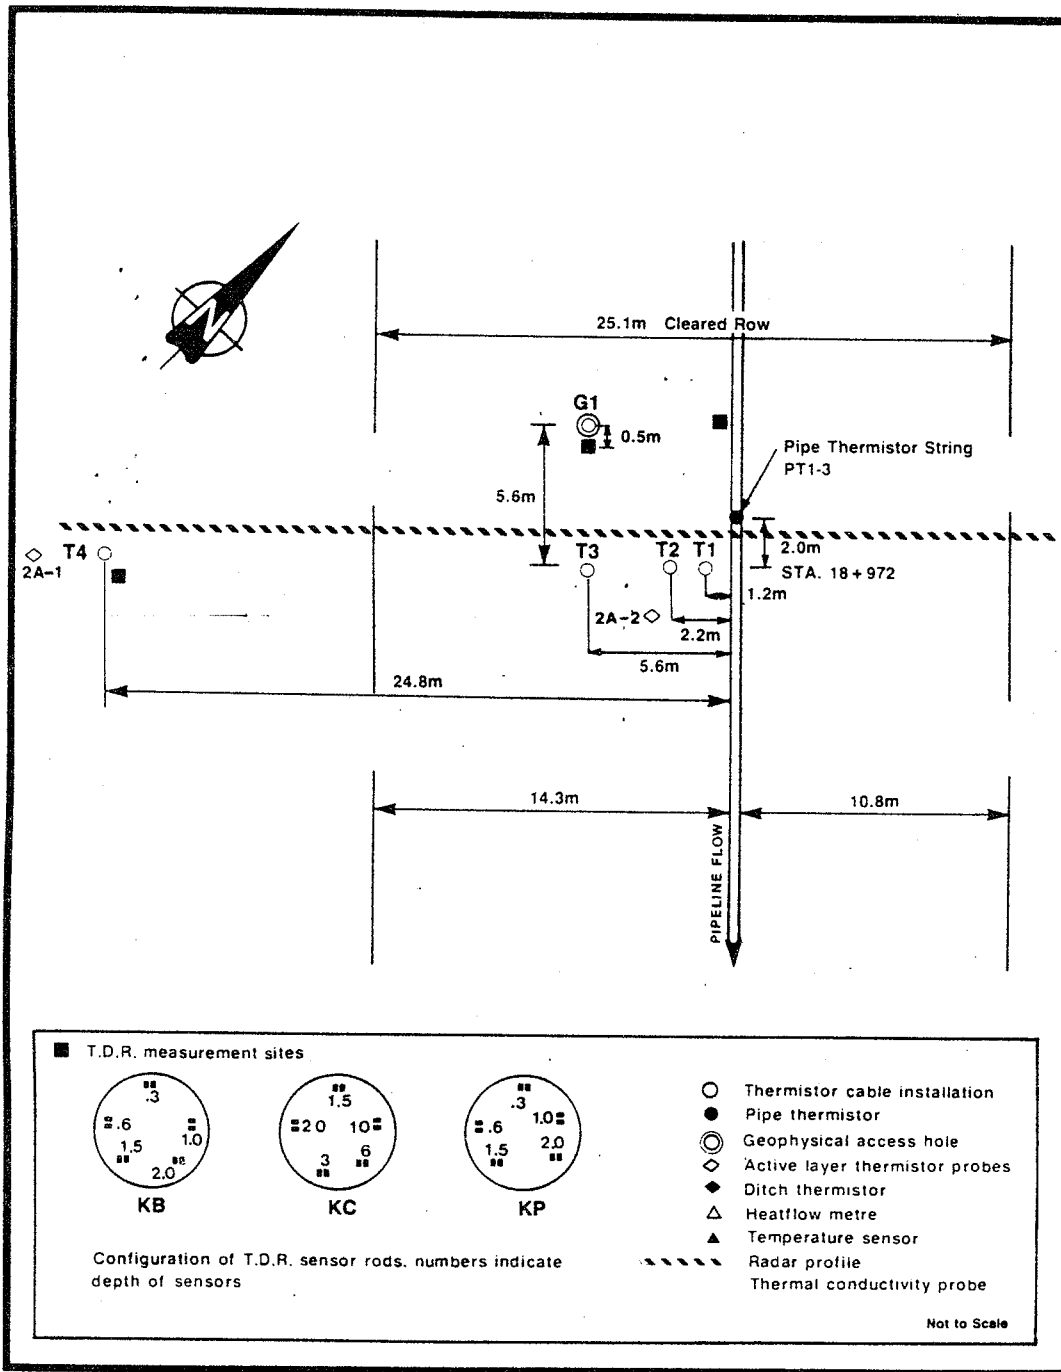 N
25.1m Cleared Row
G1
0.5m
Pipe Thermistor String
PT1-3
5.6m
T4
2A-1
T3
T2
T1
2.0m
STA. 18+972
1.2m
2A-2
2.2m
5.6m
24.8m
14.3m
10.8m
PIPELINE FLOW
T.D.R. measurement sites
.3
.6
1.0
1.5
2.0
KB
1.5
20
10
3
6
KC
.3
.6
1.0
1.5
2.0
KP
Configuration of T.D.R. sensor rods. numbers indicate
depth of sensors
Thermistor cable installation
Pipe thermistor
Geophysical access hole
Active layer thermistor probes
Ditch thermistor
Heatflow metre
Temperature sensor
Radar profile
Thermal conductivity probe
Not to Scale